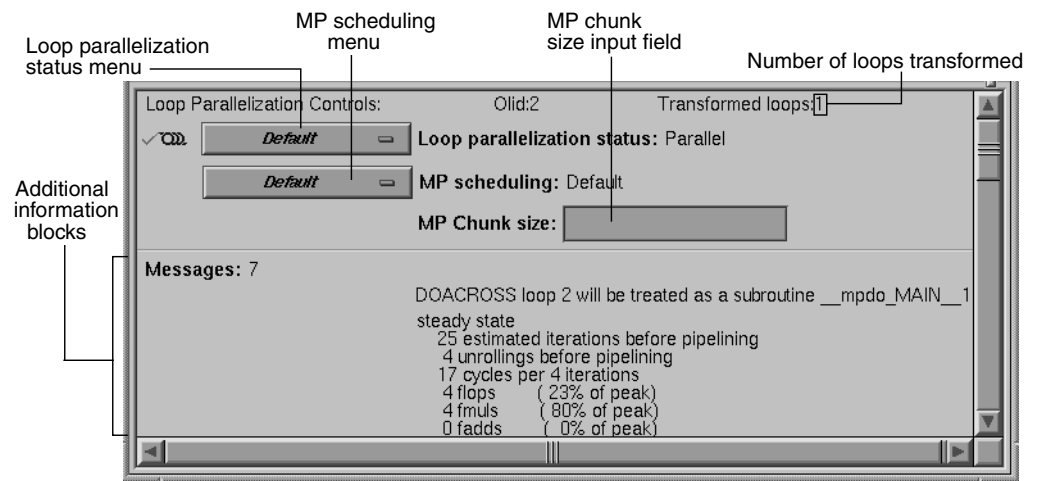 MP scheduling
menu
MP chunk
size input field
Loop parallelization
status menu
Number of loops transformed
Loop Parallelization Controls: Olid:2 Transformed loops:1
Default Loop parallelization status: Parallel
Default MP scheduling: Default
MP Chunk size:
Additional
information
blocks
Messages: 7
DOACROSS loop 2 will be treated as a subroutine __mpdo_MAIN__1
steady state
25 estimated iterations before pipelining
4 unrollings before pipelining
17 cycles per 4 iterations
4 flops ( 23% of peak)
4 fmuls ( 80% of peak)
0 fadds ( 0% of peak)